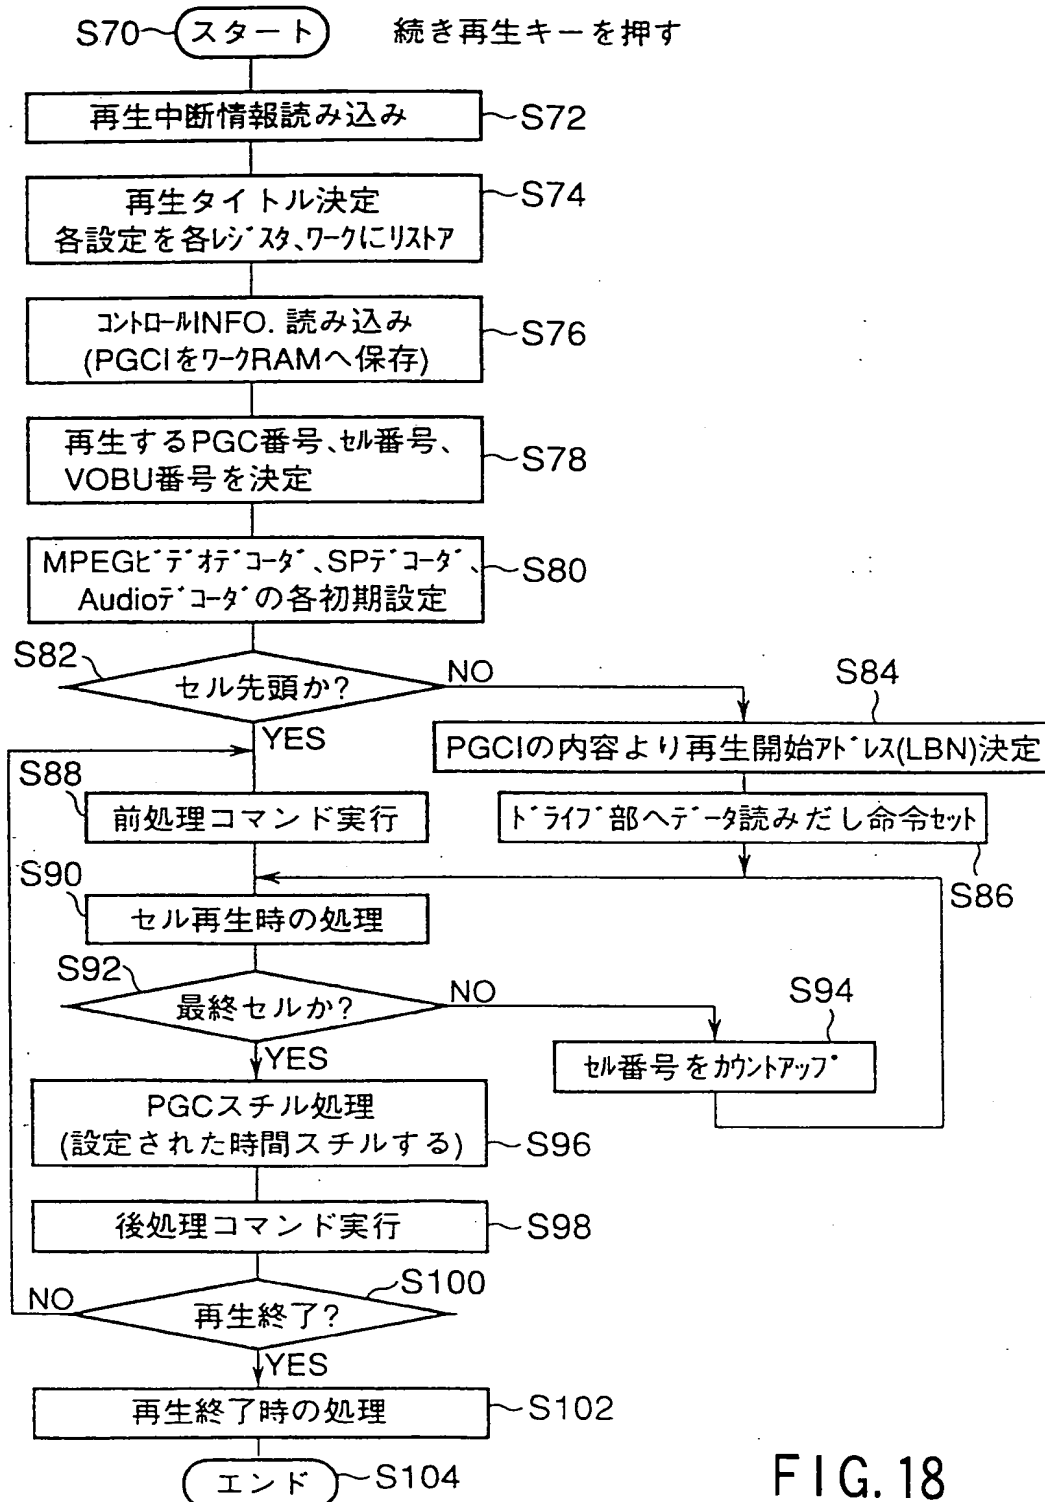 S70 スタート 続き再生キーを押す
再生中断情報読み込み S72
再生タイトル決定 S74
各設定を各レジスタ、ワークにリストア
コントロールINFO. 読み込み S76
(PGCIをワークRAMへ保存)
再生するPGC番号、セル番号、 S78
VOBU番号を決定
MPEGビデオデコーダ、SPデコーダ、 S80
Audioデコーダの各初期設定
S82 セル先頭か? NO
YES
S84
PGCIの内容より再生開始アドレス(LBN)決定
S88
前処理コマンド実行
ドライブ部へデータ読みだし命令セット
S86
S90
セル再生時の処理
S92 最終セルか? NO
YES
S94
セル番号をカウントアップ
PGCスチル処理
(設定された時間スチルする) S96
後処理コマンド実行 S98
S100
再生終了? NO
YES
再生終了時の処理 S102
エンド S104
FIG. 18